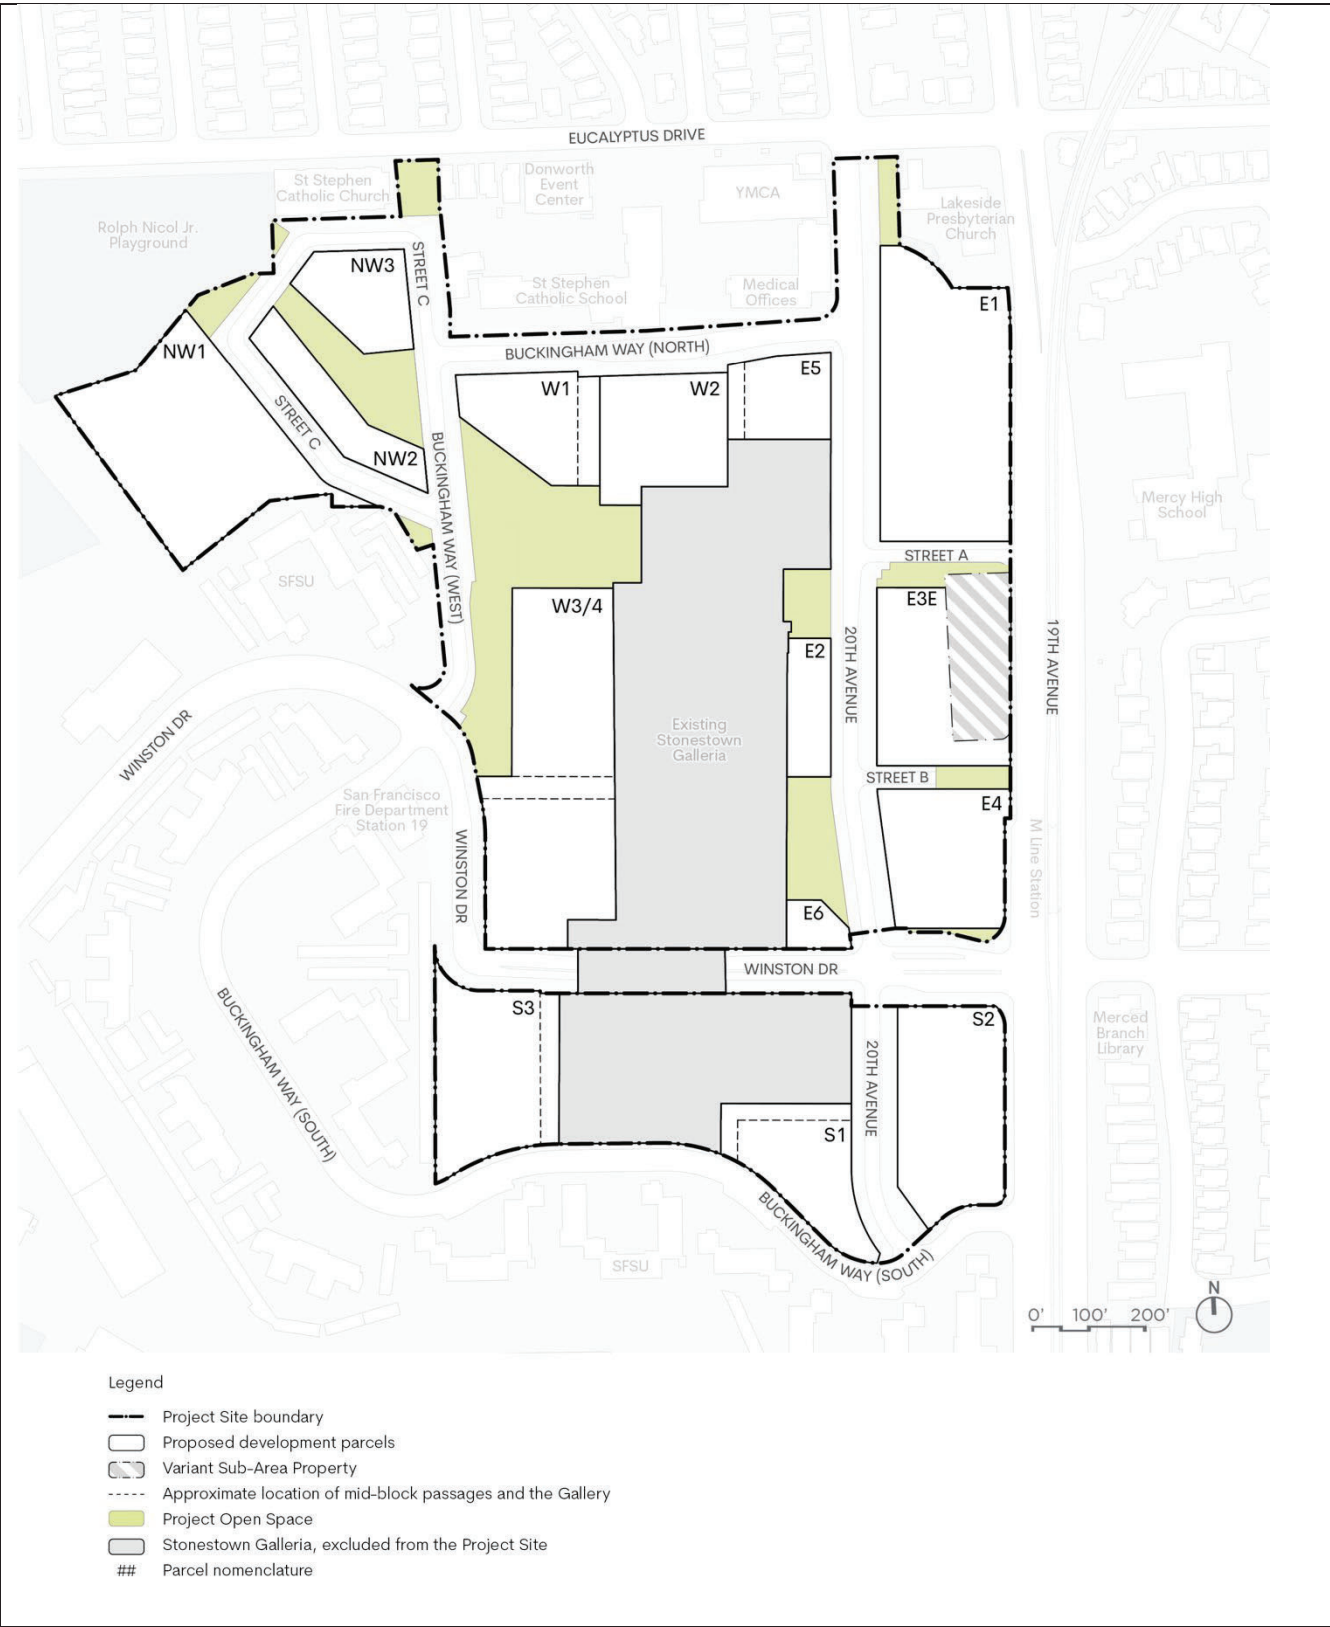 EUCALYPTUS DRIVE
St Stephen
Catholic Church
Donworth
Event
Center
YMCA
Lakeside
Presbyterian
Church
Rolph Nicol Jr.
Playground
NW3
STREET C
St Stephen
Catholic School
Medical
Offices
E1
NW1
BUCKINGHAM WAY (NORTH)
W1
W2
E5
STREET C
NW2
BUCKINGHAM WAY (WEST)
Mercy High
School
STREET A
SFSU
W3/4
E3E
E2
20TH AVENUE
19TH AVENUE
WINSTON DR
Existing
Stonestown
Galleria
STREET B
San Francisco
Fire Department
Station 19
E4
WINSTON DR
M Line Station
E6
WINSTON DR
BUCKINGHAM WAY (SOUTH)
S3
S2
Merced
Branch
Library
20TH AVENUE
S1
BUCKINGHAM WAY (SOUTH)
SFSU
N
0' 100' 200'
Legend
Project Site boundary
Proposed development parcels
Variant Sub-Area Property
Approximate location of mid-block passages and the Gallery
Project Open Space
Stonestown Galleria, excluded from the Project Site
## Parcel nomenclature